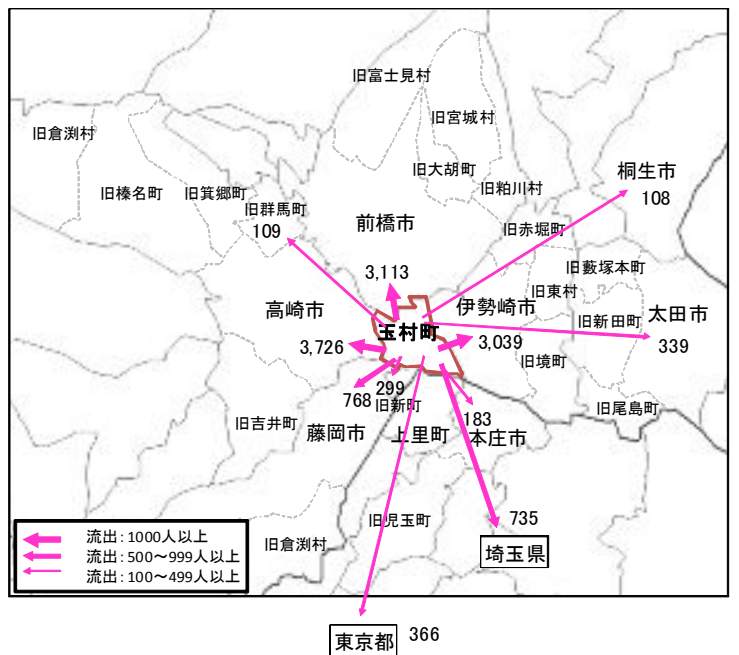 旧富士見村
旧宮城村
旧倉渕村
旧大胡町
桐生市
108
旧榛名町
旧箕郷町
旧粕川村
旧群馬町
109
前橋市
旧赤堀町
旧藪塚本町
3,113
高崎市
伊勢崎市
旧東村
旧新田町
太田市
玉村町
3,726
3,039
339
旧境町
299
768
旧新町
183
旧尾島町
旧吉井町
藤岡市
上里町
本庄市
735
旧児玉町
旧倉渕村
埼玉県
流出:1000人以上
流出:500～999人以上
流出:100～499人以上
東京都
366